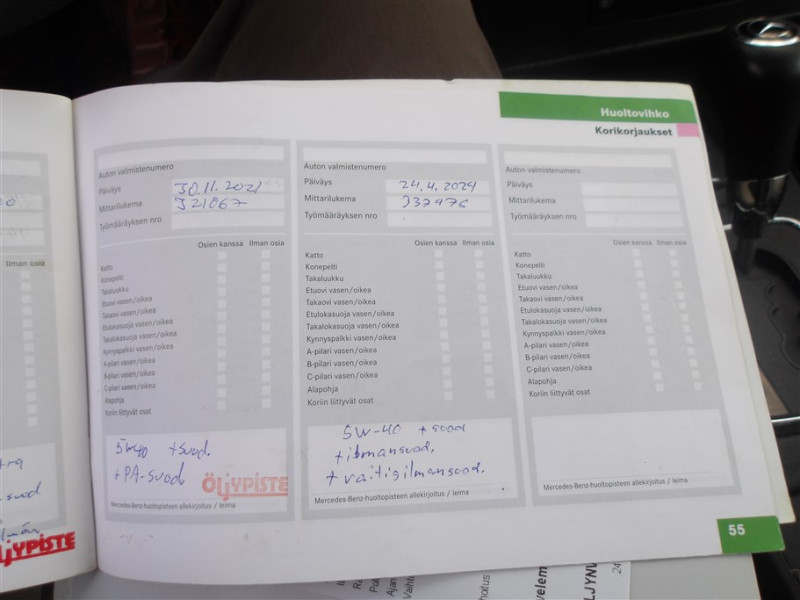 Huoltovihko
Korikorjaukset
Ilman osia
ÖLJYPISTE
Auton valmistenumero
Päiväys 30.11.2021
Mittarilukema 321067
Työmääräyksen nro
Osien kanssa Ilman osia
Katto
Konepelti
Takaluukku
Etuovi vasen/oikea
Takaovi vasen/oikea
Etulokasuoja vasen/oikea
Takalokasuoja vasen/oikea
Kynnyspalkki vasen/oikea
A-pilari vasen/oikea
B-pilari vasen/oikea
C-pilari vasen/oikea
Alapohja
Koriin liittyvät osat
5W40 +suod.
+PA-suod
ÖLJYPISTE
Mercedes-Benz-huoltopisteen allekirjoitus / leima
Auton valmistenumero
Päiväys 24.4.2024
Mittarilukema 337476
Työmääräyksen nro
Osien kanssa Ilman osia
Katto
Konepelti
Takaluukku
Etuovi vasen/oikea
Takaovi vasen/oikea
Etulokasuoja vasen/oikea
Takalokasuoja vasen/oikea
Kynnyspalkki vasen/oikea
A-pilari vasen/oikea
B-pilari vasen/oikea
C-pilari vasen/oikea
Alapohja
Koriin liittyvät osat
5W-40 +suod
+ilmansuod.
+raitisilmansuod.
Mercedes-Benz-huoltopisteen allekirjoitus / leima
Auton valmistenumero
Päiväys
Mittarilukema
Työmääräyksen nro
Osien kanssa Ilman osia
Katto
Konepelti
Takaluukku
Etuovi vasen/oikea
Takaovi vasen/oikea
Etulokasuoja vasen/oikea
Takalokasuoja vasen/oikea
Kynnyspalkki vasen/oikea
A-pilari vasen/oikea
B-pilari vasen/oikea
C-pilari vasen/oikea
Alapohja
Koriin liittyvät osat
Mercedes-Benz-huoltopisteen allekirjoitus / leima
55